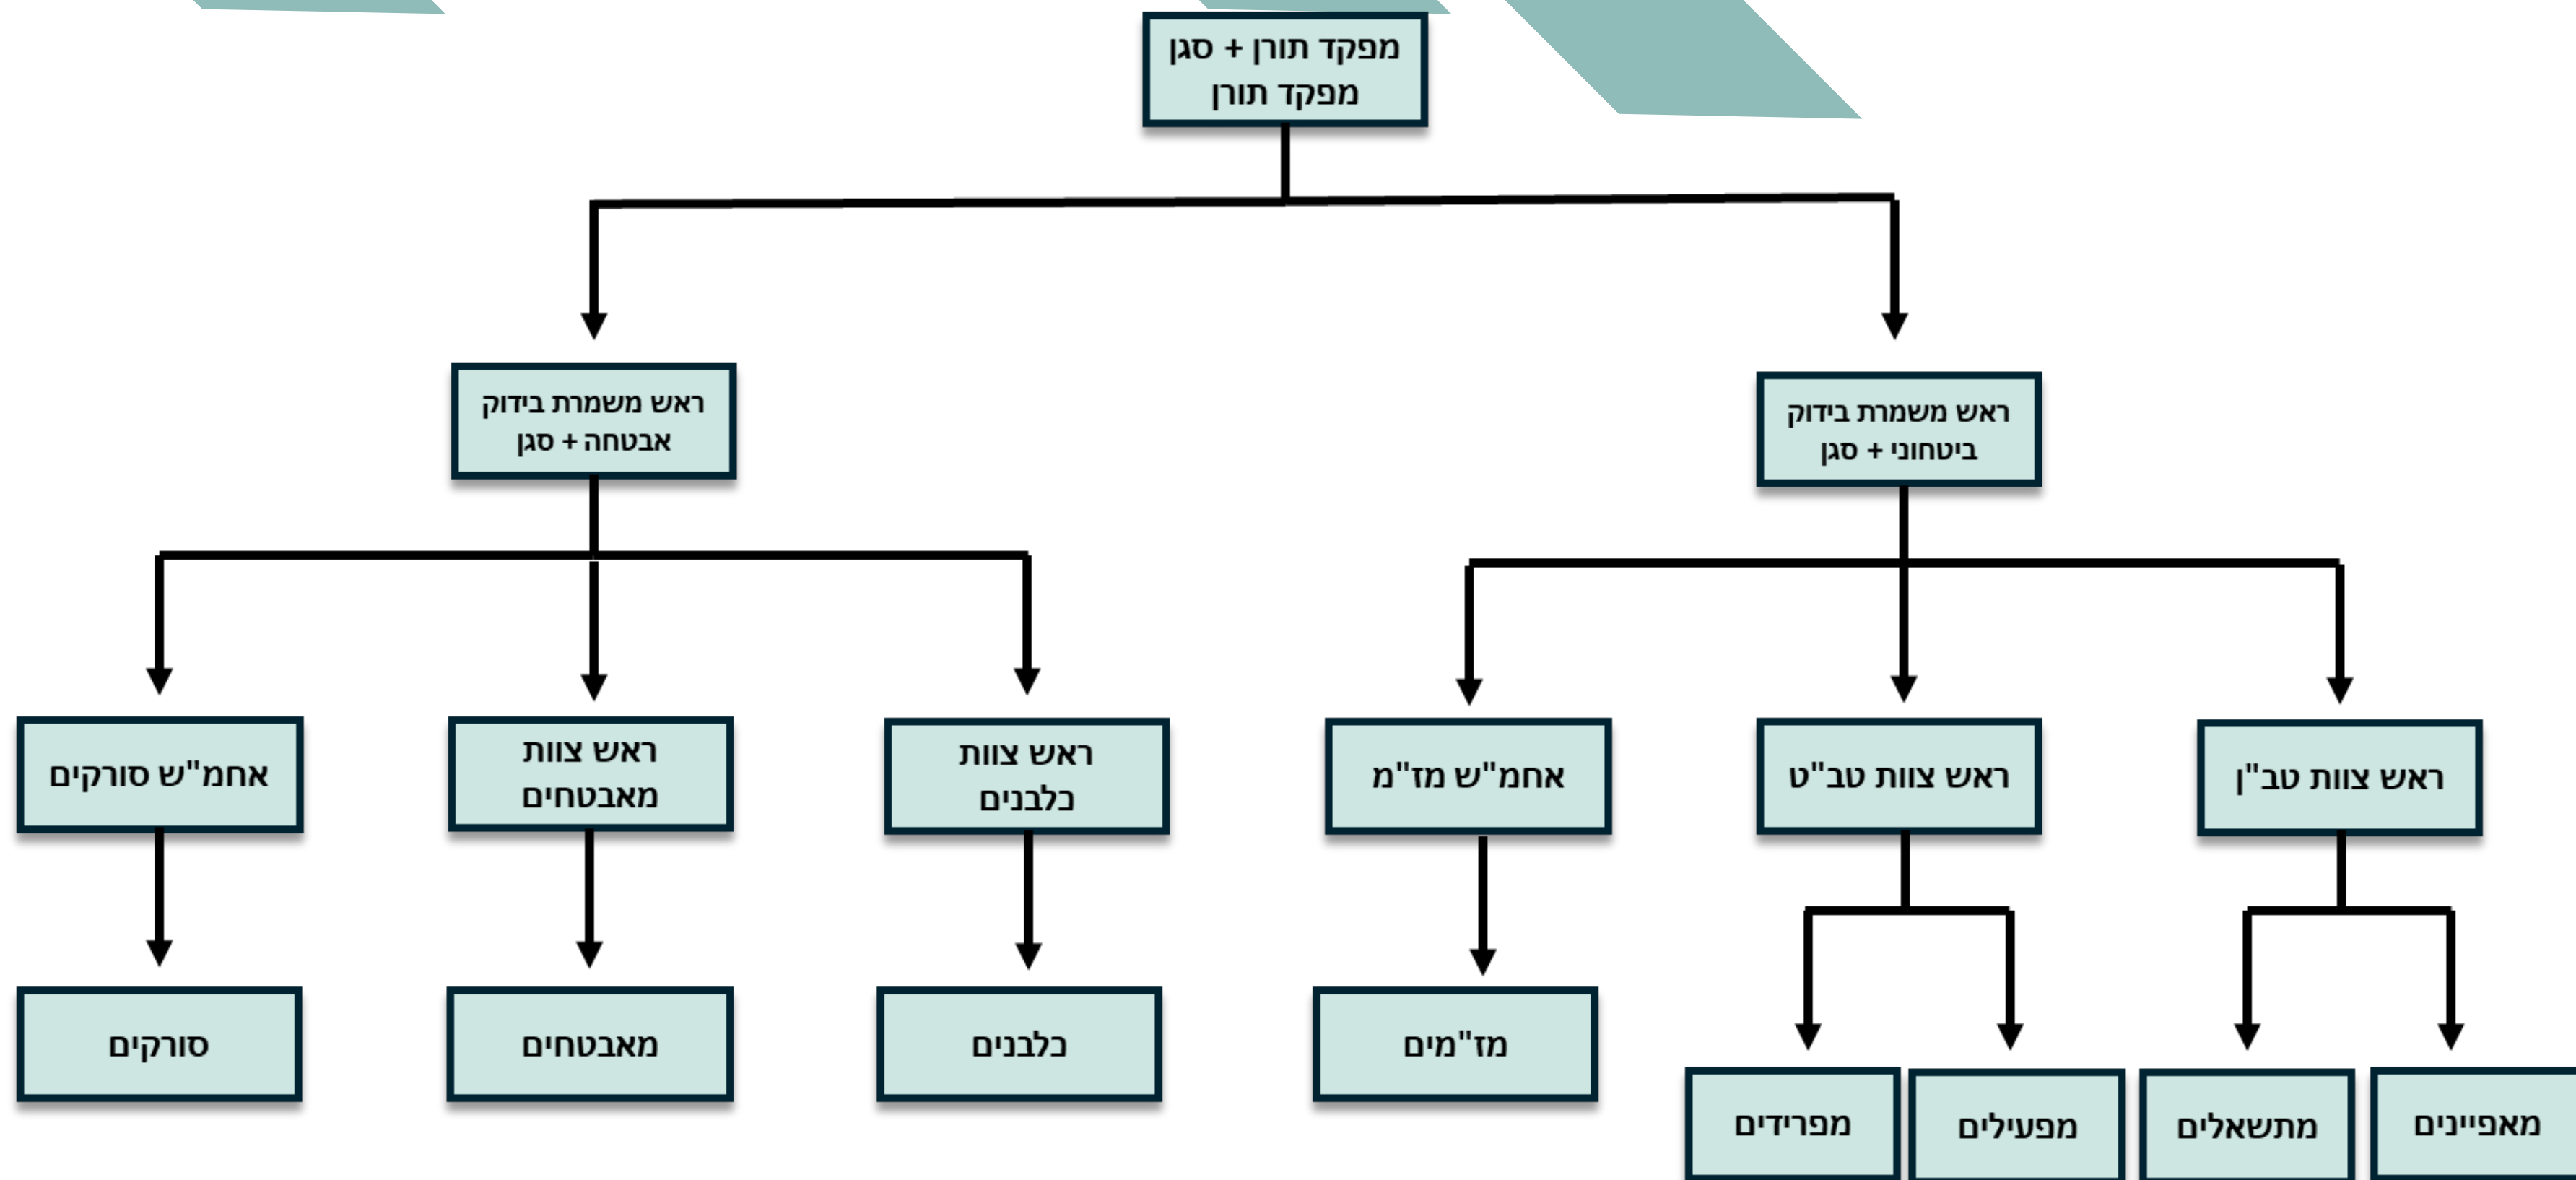 מפקד תורן + סגן
מפקד תורן
ראש משמרת בידוק
ביטחוני + סגן
ראש משמרת בידוק
אבטחה + סגן
ראש צוות טב"ן
ראש צוות טב"ט
אחמ"ש מז"מ
ראש צוות
כלבנים
ראש צוות
מאבטחים
אחמ"ש סורקים
מאפיינים
מתשאלים
מפעילים
מפרידים
מז"מים
כלבנים
מאבטחים
סורקים